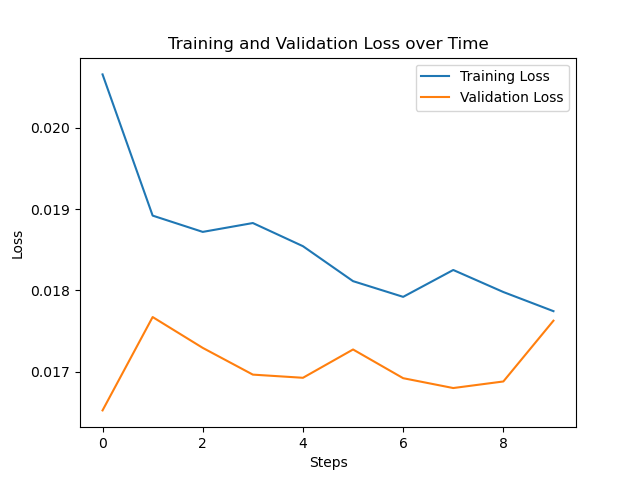 Training and Validation Loss over Time
Training Loss
Validation Loss
0.020
0.019
0.018
0.017
Loss
0 2 4 6 8
Steps